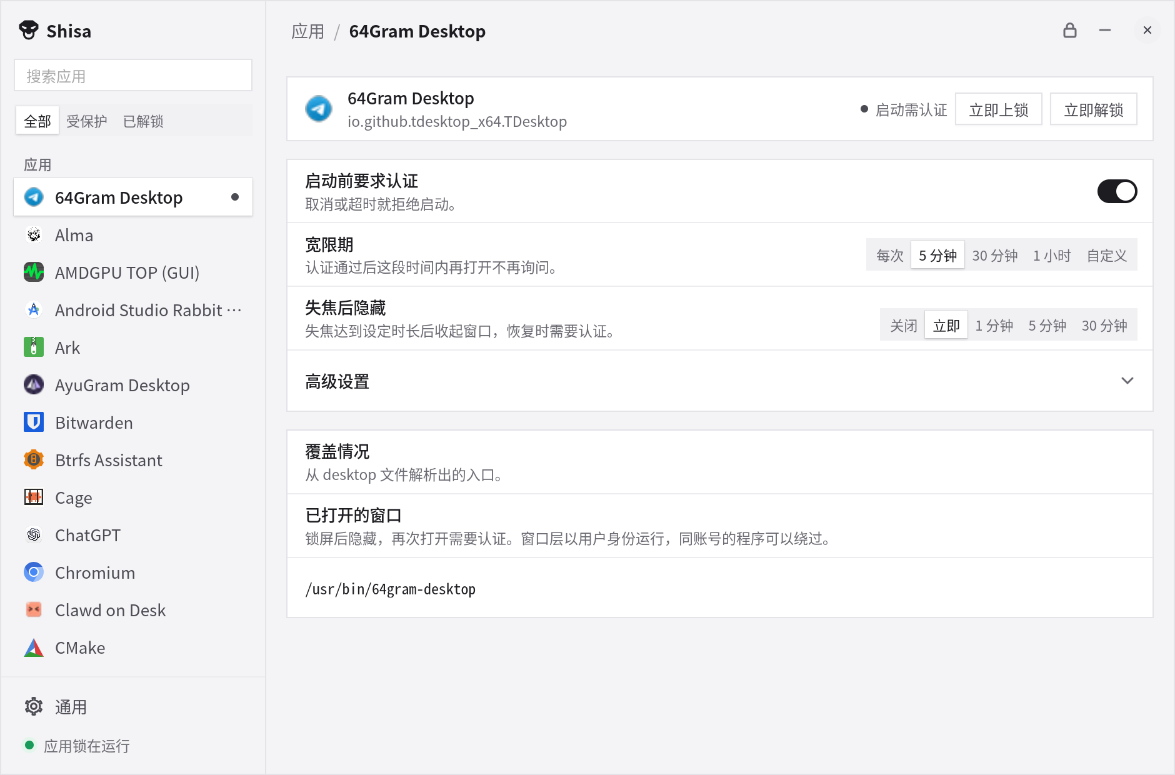 Shisa
搜索应用
全部 受保护 已解锁
应用
64Gram Desktop
Alma
AMDGPU TOP (GUI)
Android Studio Rabbit ···
Ark
AyuGram Desktop
Bitwarden
Btrfs Assistant
Cage
ChatGPT
Chromium
Clawd on Desk
CMake
通用
应用锁在运行
应用 / 64Gram Desktop
64Gram Desktop
io.github.tdesktop_x64.TDesktop
启动需认证 立即上锁 立即解锁
启动前要求认证
取消或超时就拒绝启动。
宽限期
认证通过后这段时间内再打开不再询问。
每次 5 分钟 30 分钟 1 小时 自定义
失焦后隐藏
失焦达到设定时长后收起窗口，恢复时需要认证。
关闭 立即 1 分钟 5 分钟 30 分钟
高级设置
覆盖情况
从 desktop 文件解析出的入口。
已打开的窗口
锁屏后隐藏，再次打开需要认证。窗口层以用户身份运行，同账号的程序可以绕过。
/usr/bin/64gram-desktop